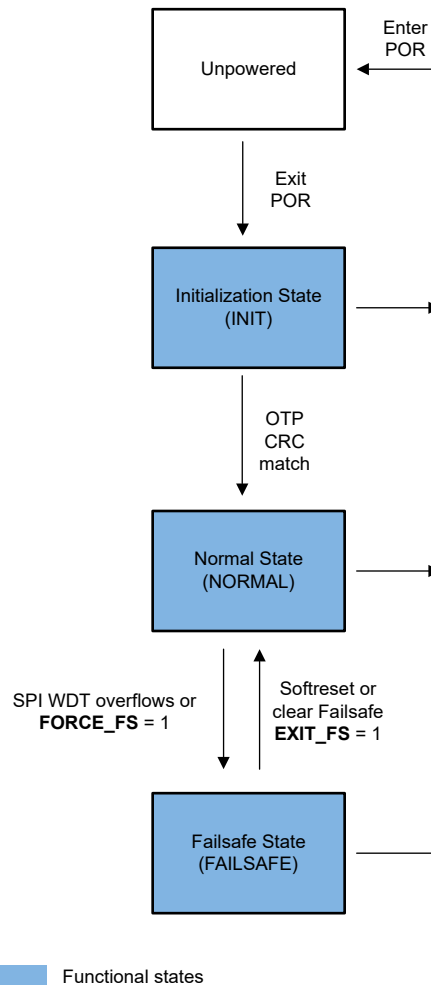 Enter
POR
Unpowered
Exit
POR
Initialization State
(INIT)
OTP
CRC
match
Normal State
(NORMAL)
SPI WDT overflows or
FORCE_FS = 1
Softreset or
clear Failsafe
EXIT_FS = 1
Failsafe State
(FAILSAFE)
Functional states